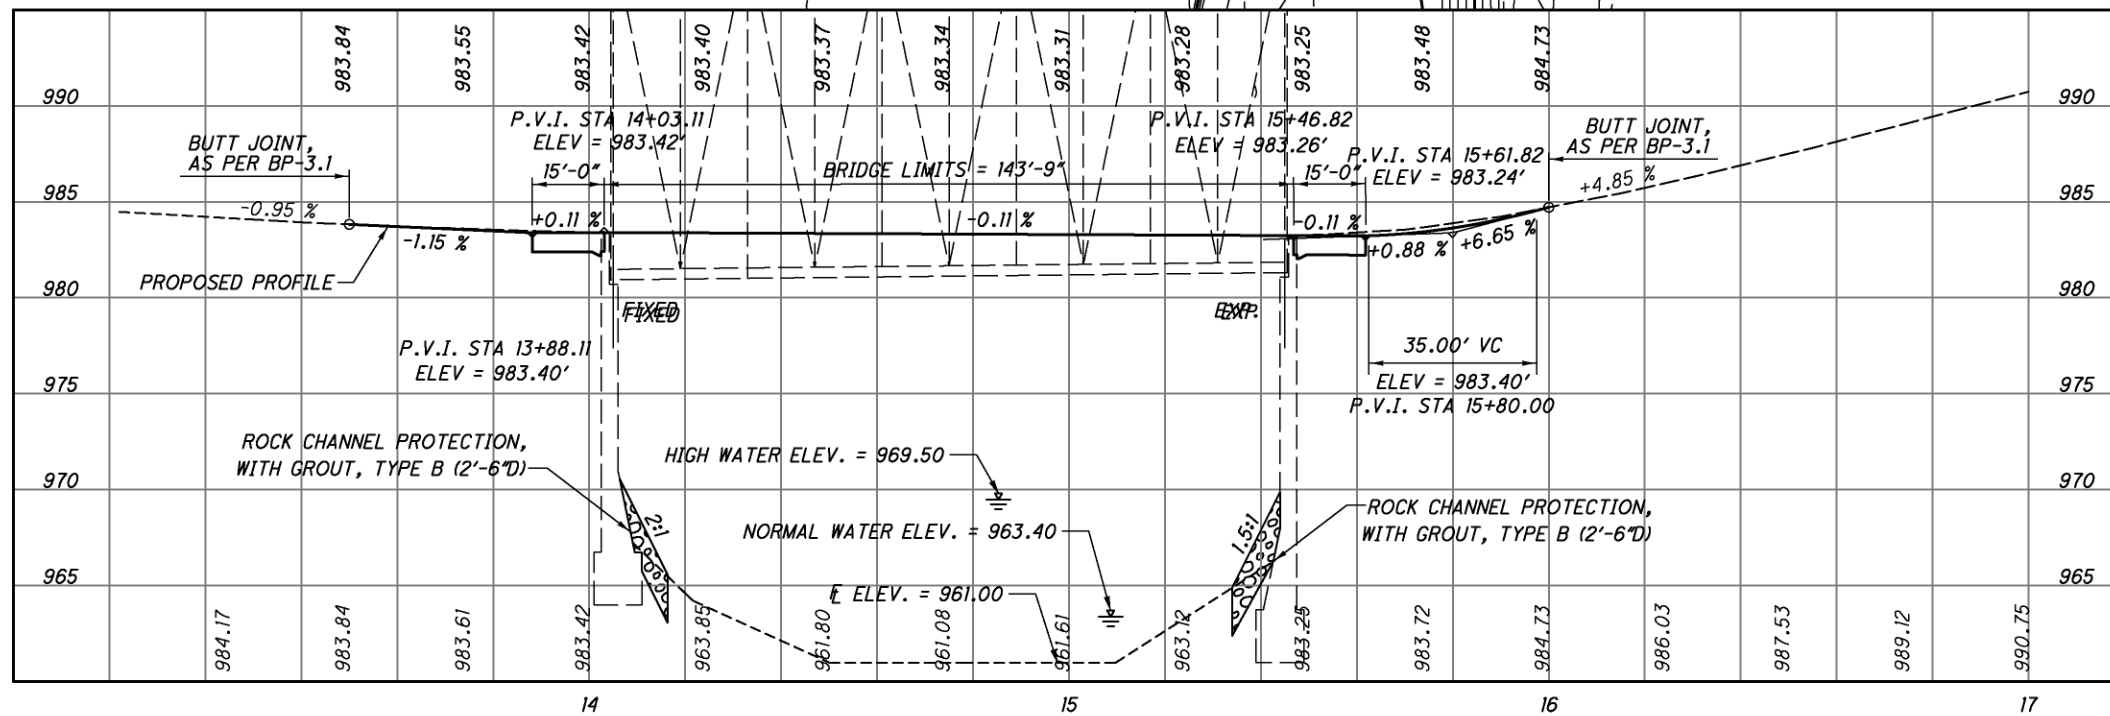 983.84
983.55
983.42
983.40
983.37
983.34
983.31
983.28
983.25
983.48
984.73
990
990
P.V.I. STA 14+03.11
ELEV = 983.42'
P.V.I. STA 15+46.82
ELEV = 983.26'
BUTT JOINT,
AS PER BP-3.1
BUTT JOINT,
AS PER BP-3.1
15'-0"
BRIDGE LIMITS = 143'-9"
15'-0"
P.V.I. STA 15+61.82
ELEV = 983.24'
985
985
-0.95 %
+0.11 %
-0.11 %
-0.11 %
+4.85 %
-1.15 %
+0.88 %
+6.65 %
PROPOSED PROFILE
980
980
FIXED
FIXED
EXP.
EXP.
P.V.I. STA 13+88.11
ELEV = 983.40'
35.00' VC
ELEV = 983.40'
P.V.I. STA 15+80.00
975
975
ROCK CHANNEL PROTECTION,
WITH GROUT, TYPE B (2'-6"D)
HIGH WATER ELEV. = 969.50
970
970
2:1
1.5:1
NORMAL WATER ELEV. = 963.40
ROCK CHANNEL PROTECTION,
WITH GROUT, TYPE B (2'-6"D)
965
965
ELEV. = 961.00
984.17
983.84
983.61
983.42
963.85
961.80
961.08
961.61
963.12
983.25
983.72
984.73
986.03
987.53
989.12
990.75
14
15
16
17